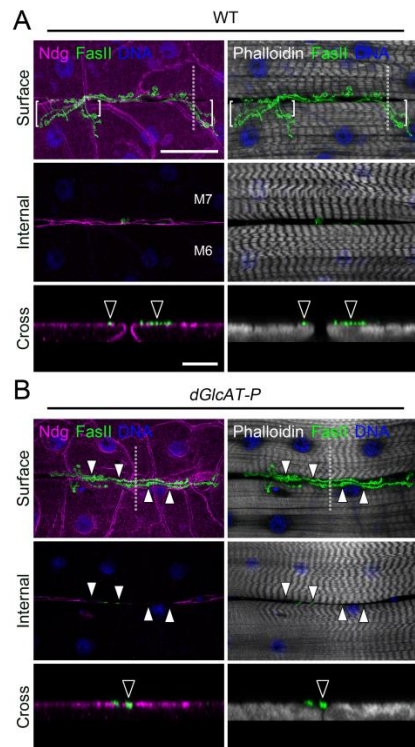 A
WT
Ndg FasII DNA
Phalloidin FasII DNA
Surface
Internal
M7
M6
Cross
B
dGlcAT-P
Ndg FasII DNA
Phalloidin FasII DNA
Surface
Internal
Cross